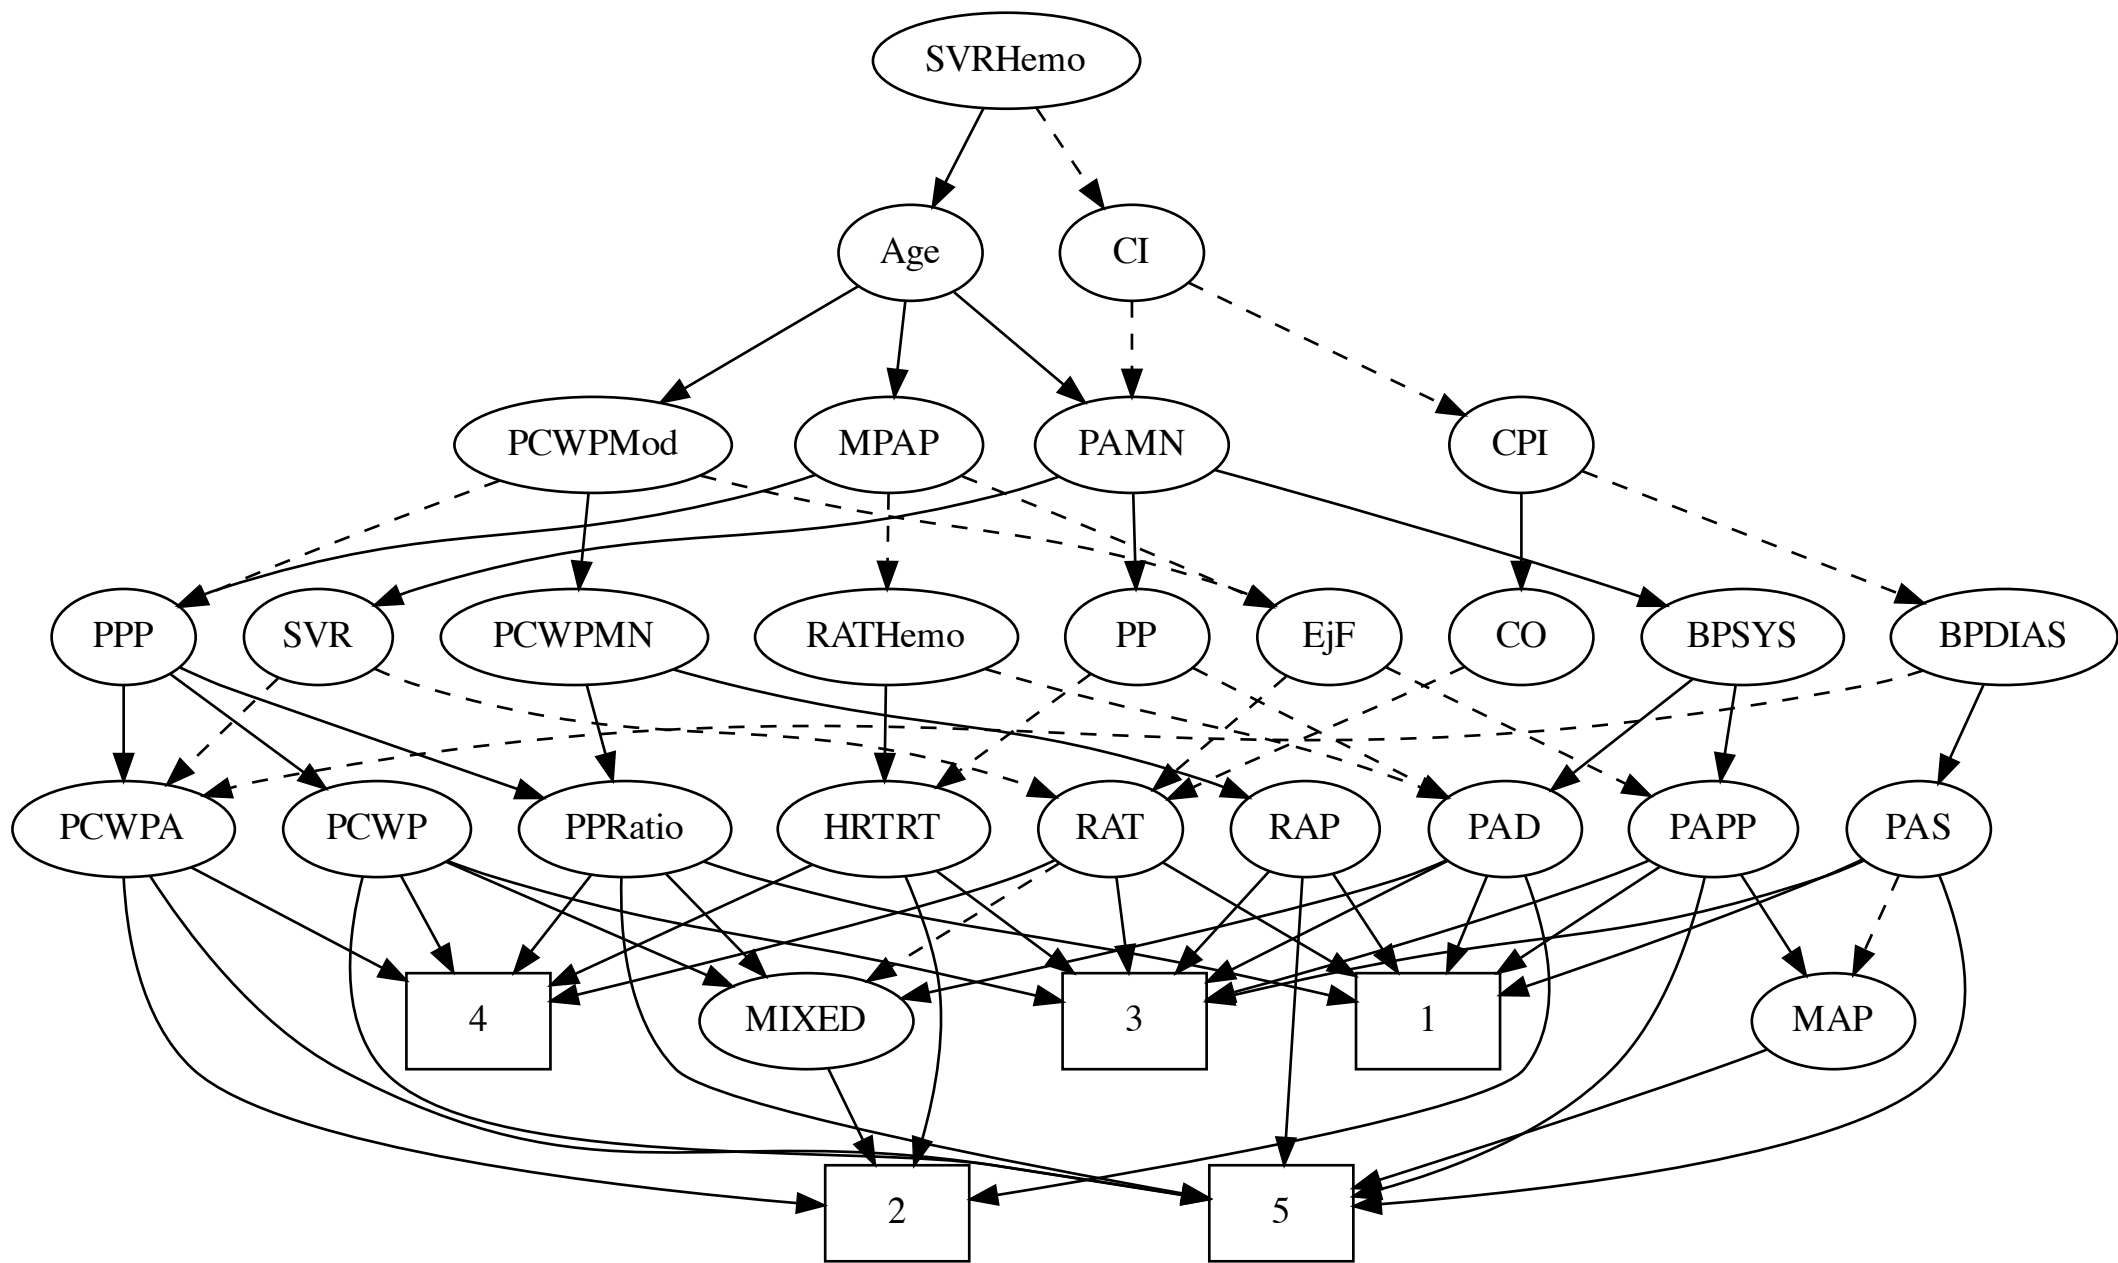 SVRHemo
Age
CI
PCWPMod
MPAP
PAMN
CPI
PPP
SVR
PCWPMN
RATHemo
PP
EjF
CO
BPSYS
BPDIAS
PCWPA
PCWP
PPRatio
HRTRT
RAT
RAP
PAD
PAPP
PAS
4
MIXED
3
1
MAP
2
5